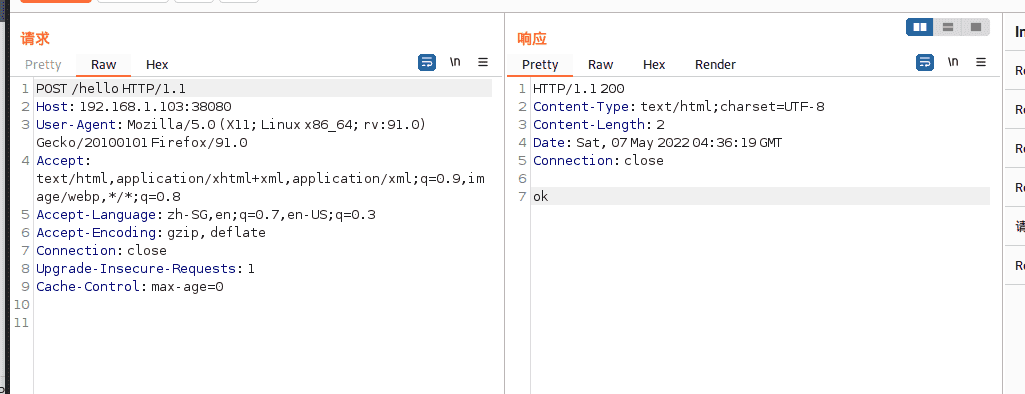 请求
Pretty Raw Hex \n
1 POST /hello HTTP/1.1
2 Host: 192.168.1.103:38080
3 User-Agent: Mozilla/5.0 (X11; Linux x86_64; rv:91.0)
Gecko/20100101 Firefox/91.0
4 Accept:
text/html,application/xhtml+xml,application/xml;q=0.9,im
age/webp,*/*;q=0.8
5 Accept-Language: zh-SG,en;q=0.7,en-US;q=0.3
6 Accept-Encoding: gzip, deflate
7 Connection: close
8 Upgrade-Insecure-Requests: 1
9 Cache-Control: max-age=0
10
11
响应
Pretty Raw Hex Render \n
1 HTTP/1.1 200
2 Content-Type: text/html;charset=UTF-8
3 Content-Length: 2
4 Date: Sat, 07 May 2022 04:36:19 GMT
5 Connection: close
6
7 ok
In
Re
Re
Re
Re
请
Re